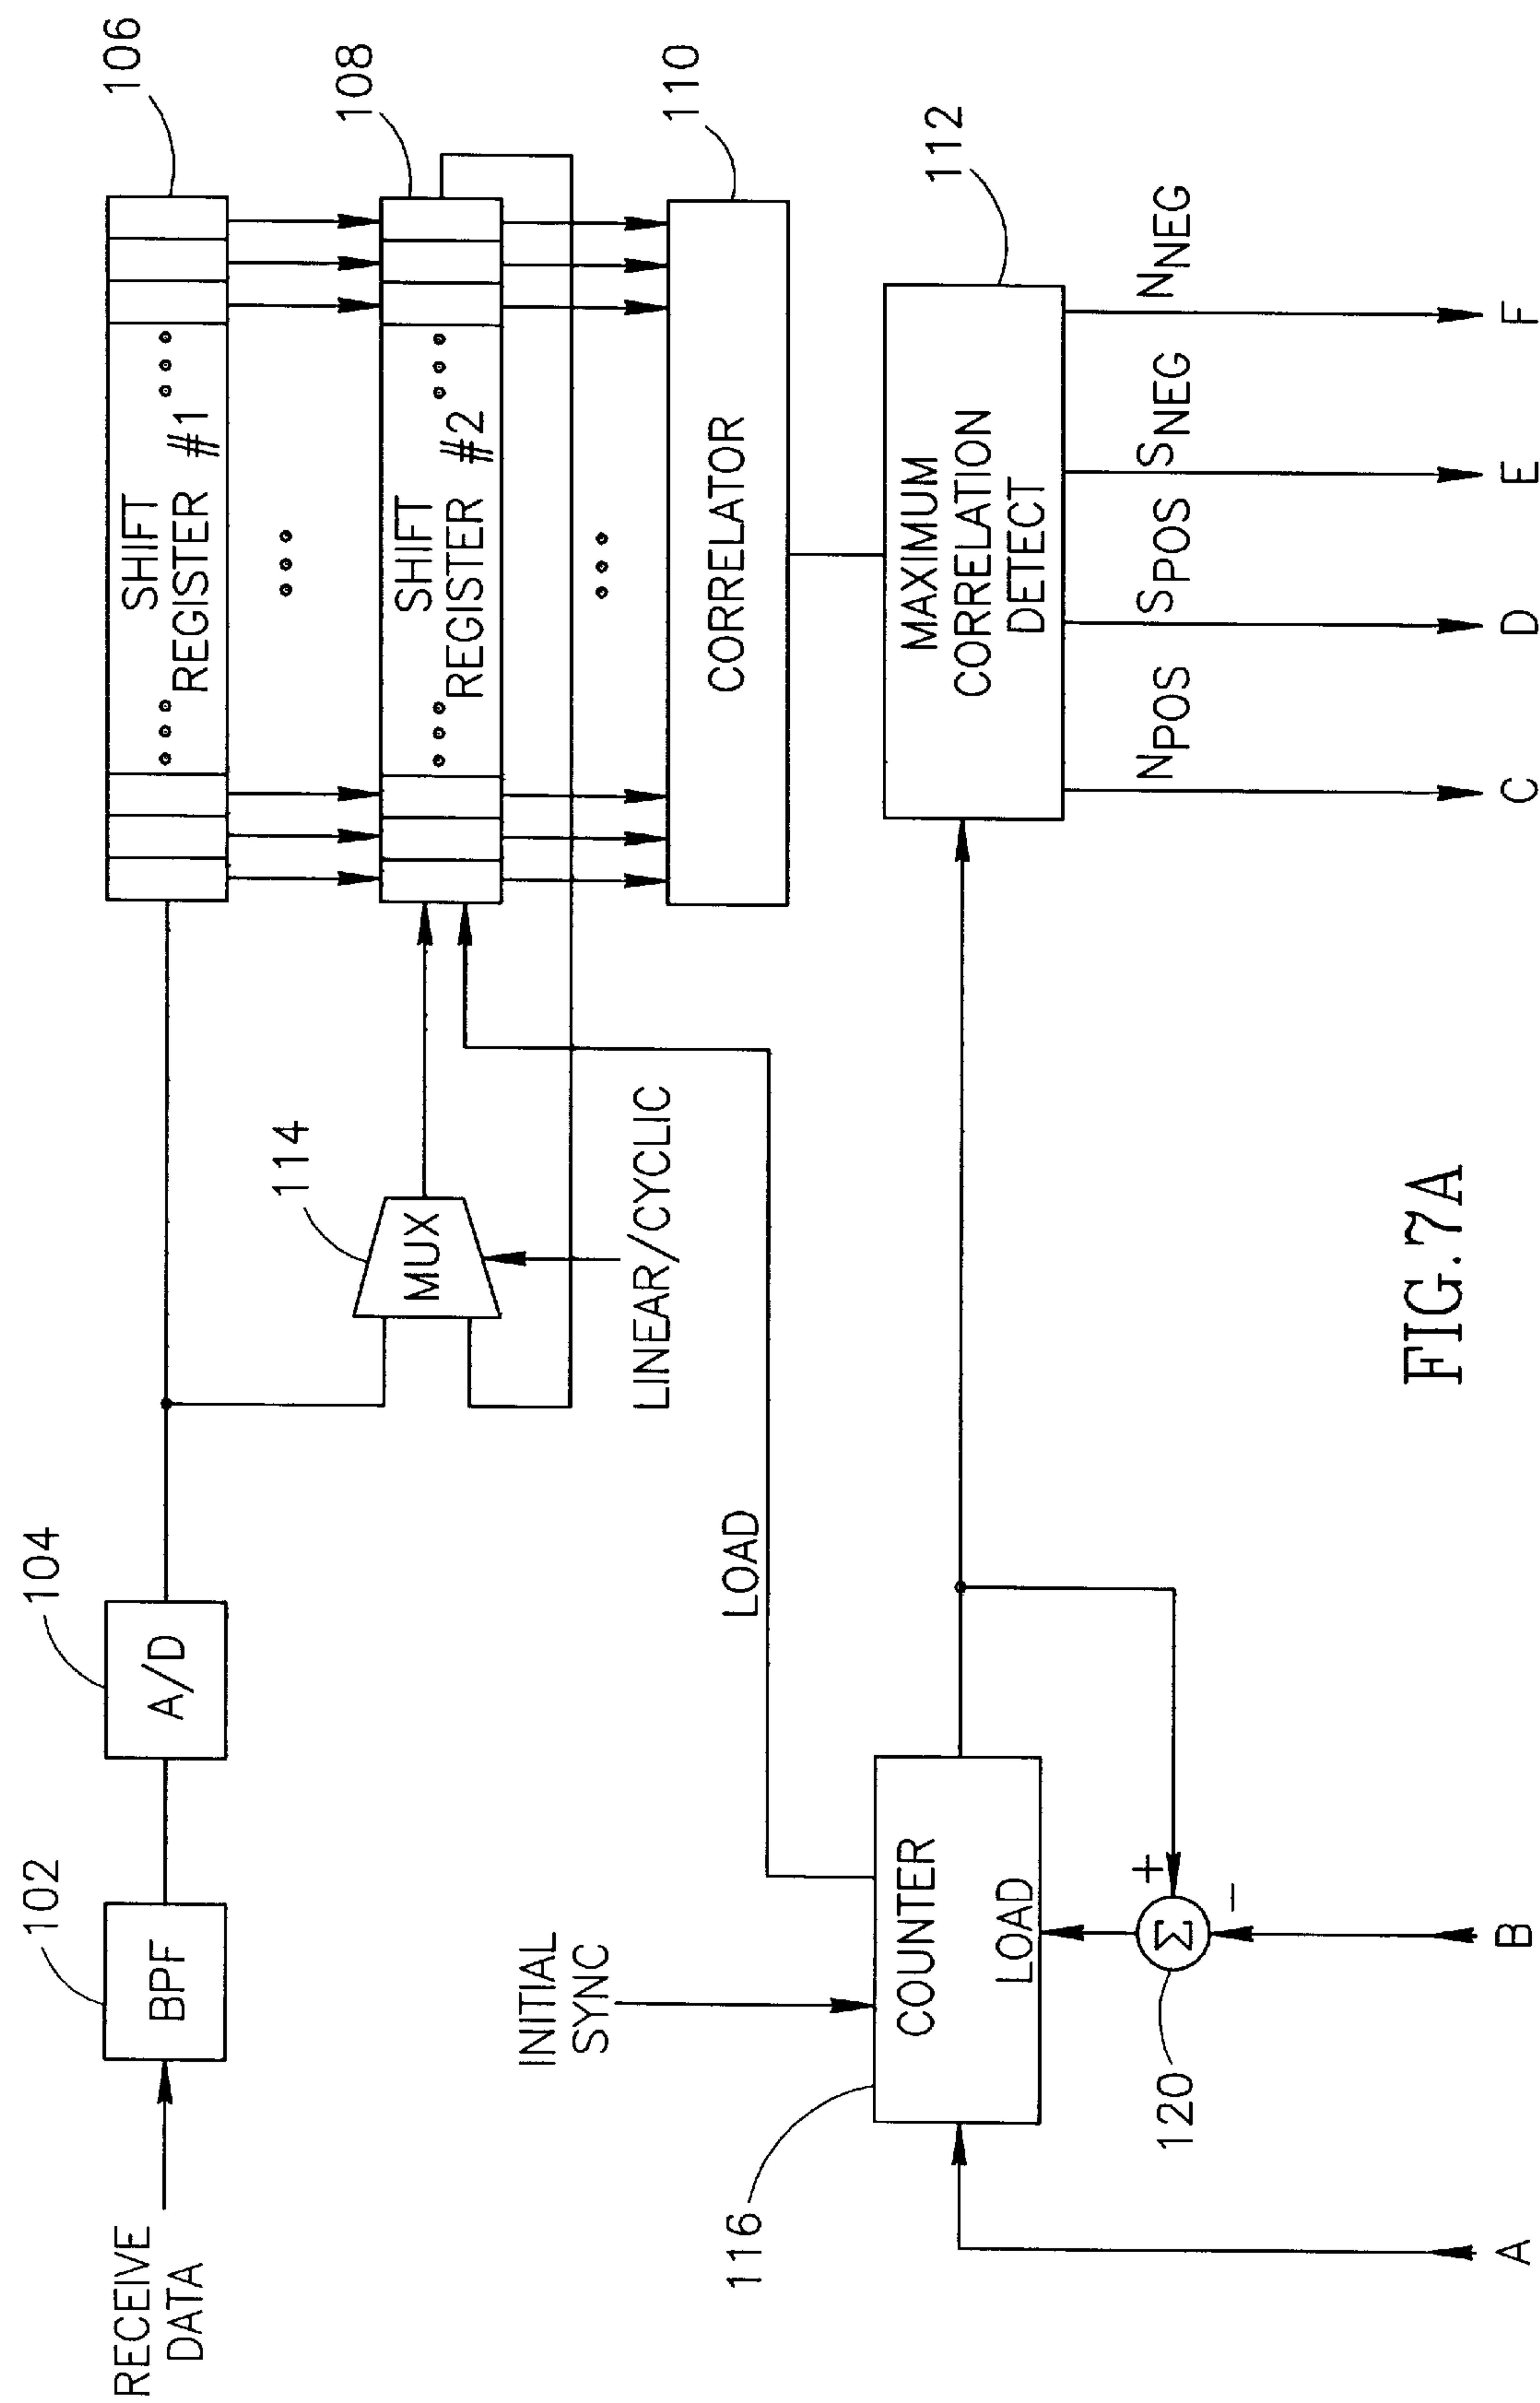 RECEIVE
DATA
102
BPF
104
A/D
106
SHIFT
REGISTER #1
114
MUX
LINEAR/CYCLIC
108
SHIFT
REGISTER #2
110
CORRELATOR
LOAD
INITIAL
SYNC
116
COUNTER
LOAD
+
Σ
−
120
112
MAXIMUM
CORRELATION
DETECT
NPOS
SPOS
SNEG
NNEG
A
B
C
D
E
F
FIG.7A